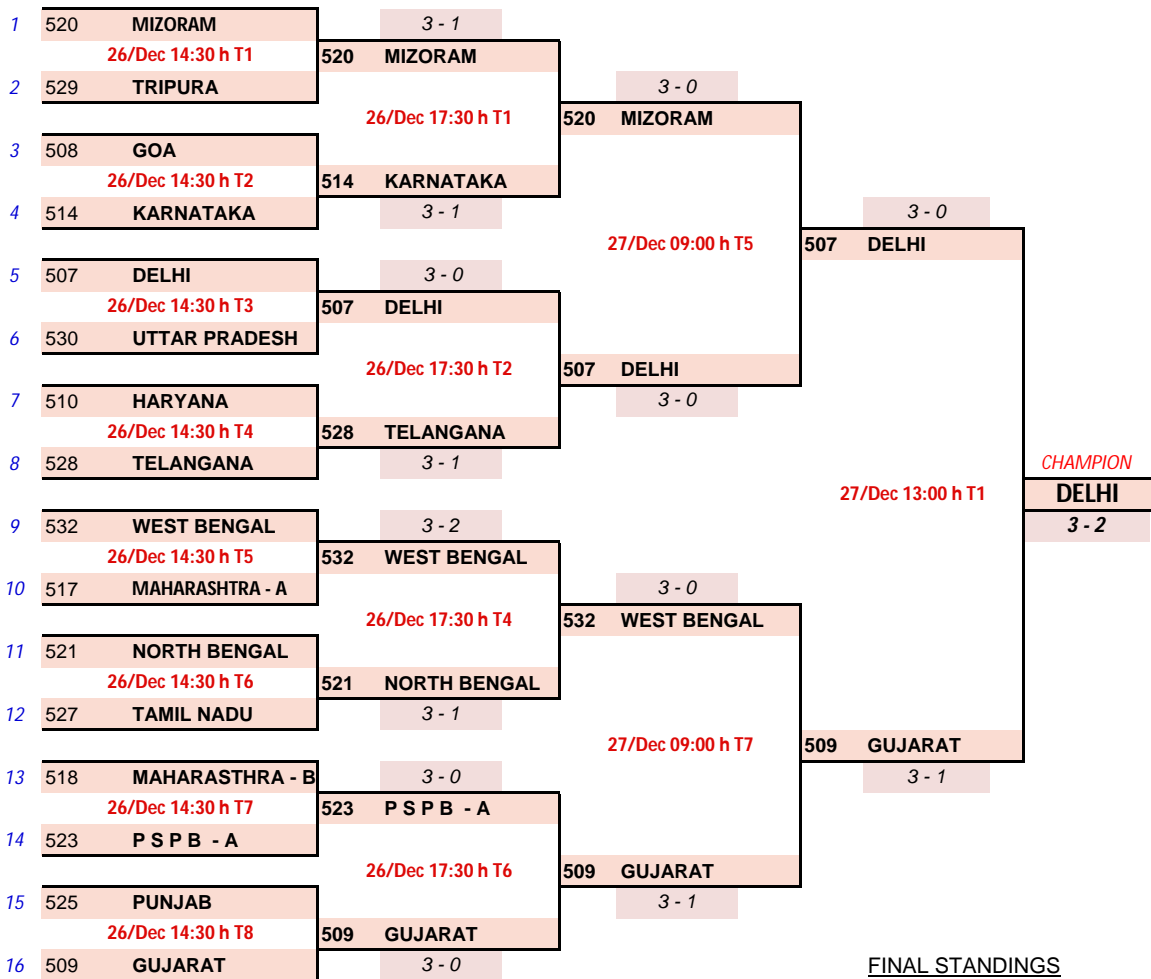 1 520 MIZORAM 3 - 1
26/Dec 14:30 h T1 520 MIZORAM
2 529 TRIPURA 3 - 0
26/Dec 17:30 h T1 520 MIZORAM
3 508 GOA
26/Dec 14:30 h T2 514 KARNATAKA
4 514 KARNATAKA 3 - 1 3 - 0
27/Dec 09:00 h T5 507 DELHI
5 507 DELHI 3 - 0
26/Dec 14:30 h T3 507 DELHI
6 530 UTTAR PRADESH
26/Dec 17:30 h T2 507 DELHI
7 510 HARYANA 3 - 0
26/Dec 14:30 h T4 528 TELANGANA
8 528 TELANGANA 3 - 1 CHAMPION
27/Dec 13:00 h T1 DELHI
9 532 WEST BENGAL 3 - 2 3 - 2
26/Dec 14:30 h T5 532 WEST BENGAL
10 517 MAHARASHTRA - A 3 - 0
26/Dec 17:30 h T4 532 WEST BENGAL
11 521 NORTH BENGAL
26/Dec 14:30 h T6 521 NORTH BENGAL
12 527 TAMIL NADU 3 - 1
27/Dec 09:00 h T7 509 GUJARAT
13 518 MAHARASTHRA - B 3 - 0 3 - 1
26/Dec 14:30 h T7 523 P S P B - A
14 523 P S P B - A
26/Dec 17:30 h T6 509 GUJARAT
15 525 PUNJAB 3 - 1
26/Dec 14:30 h T8 509 GUJARAT
16 509 GUJARAT 3 - 0 FINAL STANDINGS